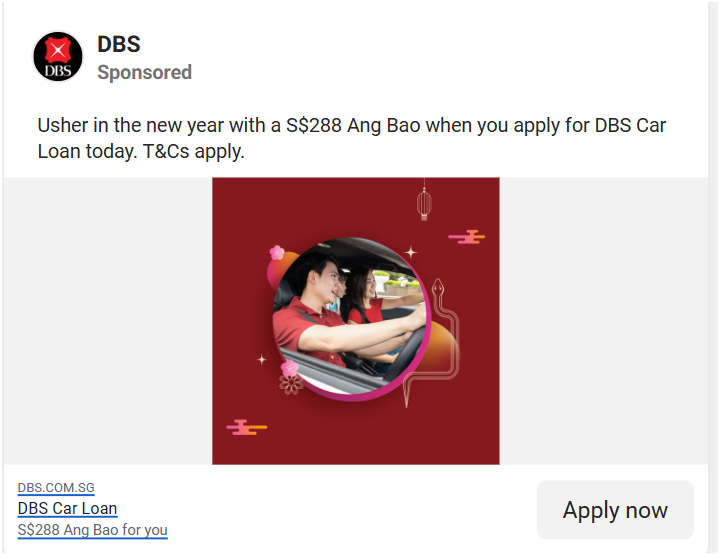 DBS
DBS
Sponsored
Usher in the new year with a S$288 Ang Bao when you apply for DBS Car
Loan today. T&Cs apply.
DBS.COM.SG
DBS Car Loan
S$288 Ang Bao for you
Apply now